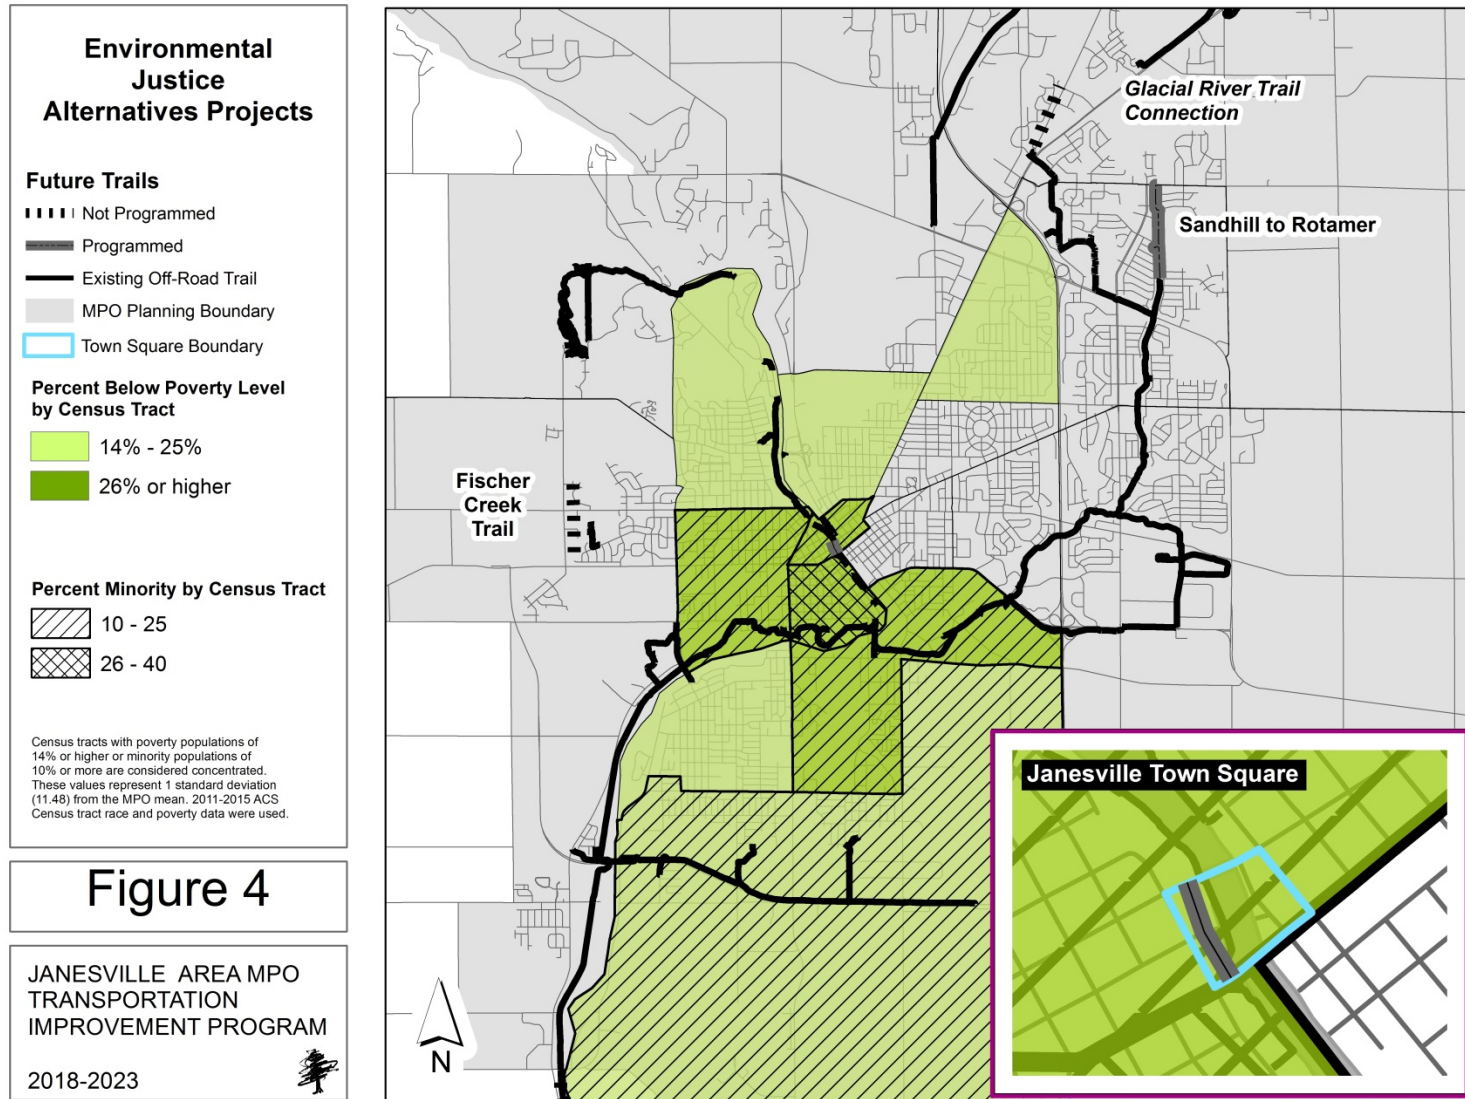 Environmental
Justice
Alternatives Projects
Future Trails
Not Programmed
Programmed
Existing Off-Road Trail
MPO Planning Boundary
Town Square Boundary
Percent Below Poverty Level
by Census Tract
14% - 25%
26% or higher
Percent Minority by Census Tract
10 - 25
26 - 40
Census tracts with poverty populations of
14% or higher or minority populations of
10% or more are considered concentrated.
These values represent 1 standard deviation
(11.48) from the MPO mean. 2011-2015 ACS
Census tract race and poverty data were used.
Figure 4
JANESVILLE AREA MPO
TRANSPORTATION
IMPROVEMENT PROGRAM
2018-2023
Glacial River Trail
Connection
Sandhill to Rotamer
Fischer
Creek
Trail
N
Janesville Town Square